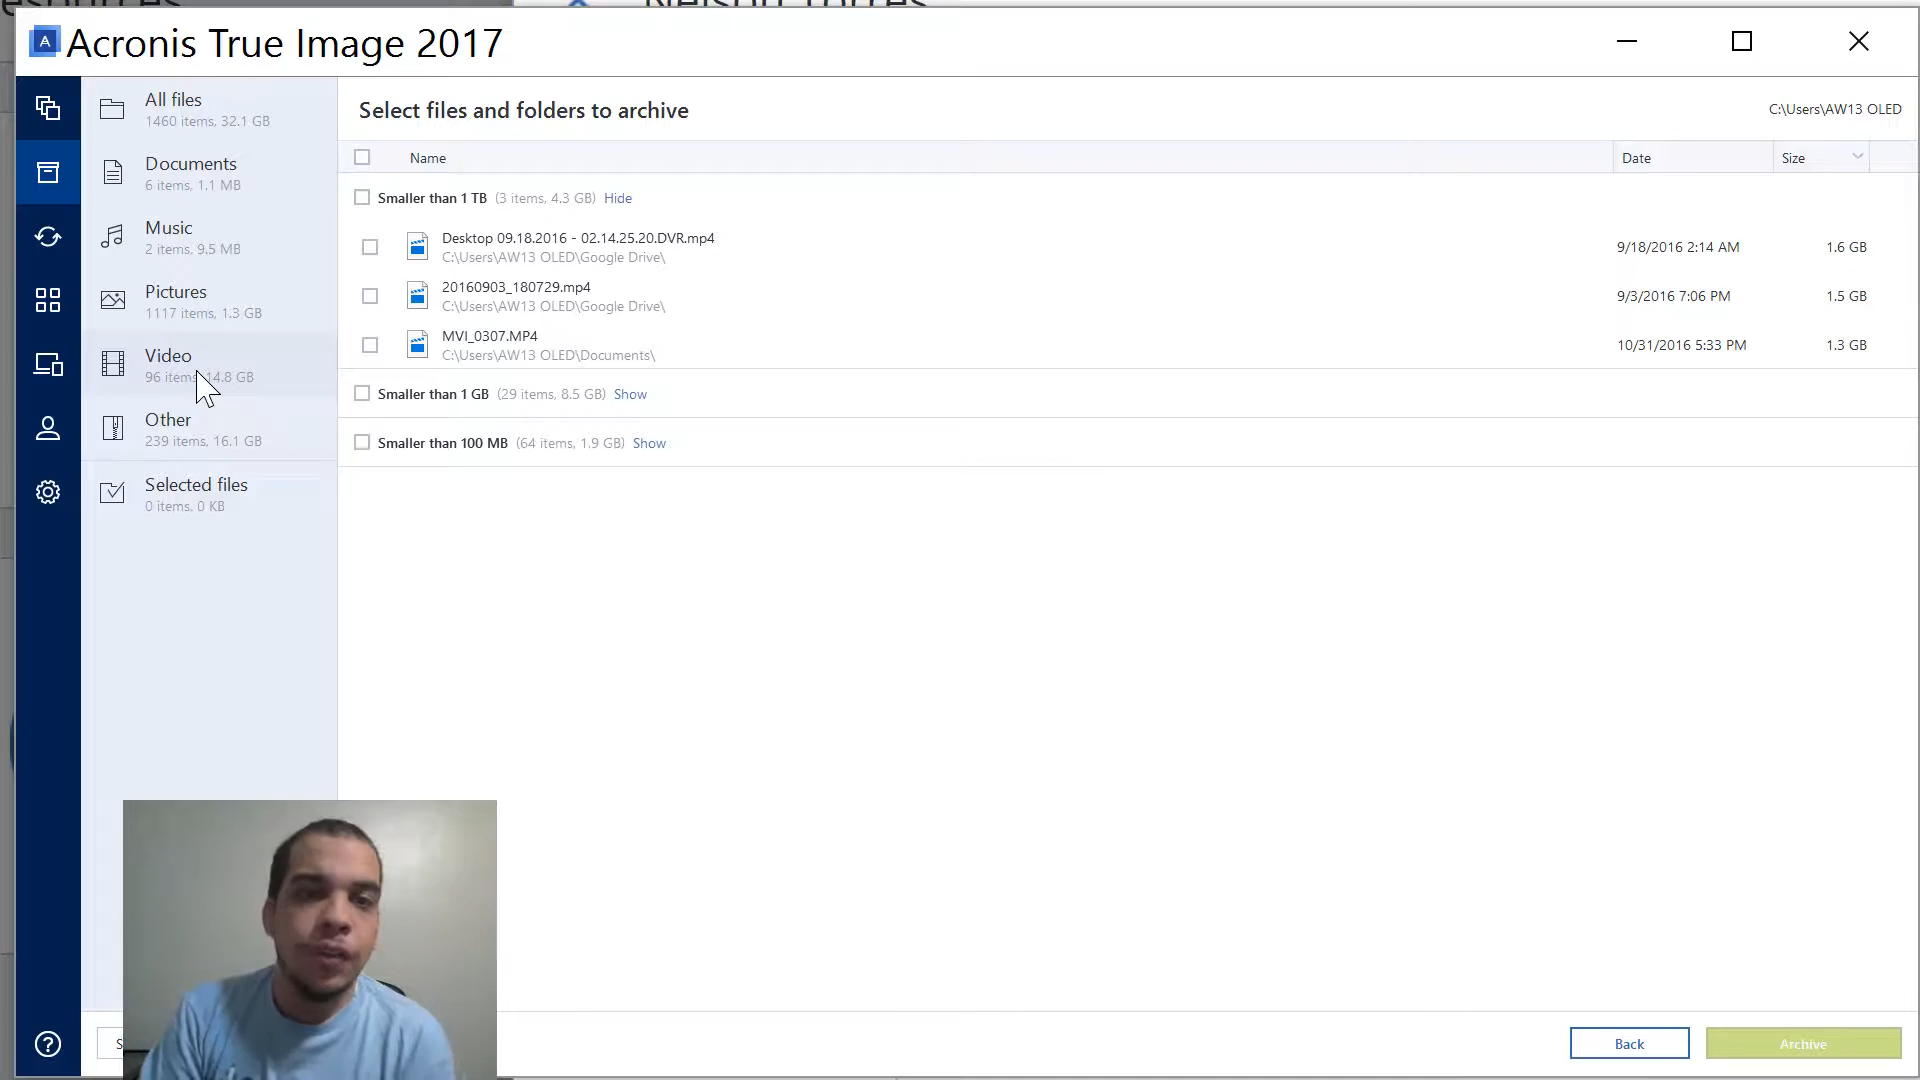 Nelson Torres
Acronis True Image 2017
All files
1460 items, 32.1 GB
Documents
6 items, 1.1 MB
Music
2 items, 9.5 MB
Pictures
1117 items, 1.3 GB
Video
96 items, 14.8 GB
Other
239 items, 16.1 GB
Selected files
0 items, 0 KB
Select files and folders to archive
C:\Users\AW13 OLED
Name Date Size
Smaller than 1 TB (3 items, 4.3 GB) Hide
Desktop 09.18.2016 - 02.14.25.20.DVR.mp4
C:\Users\AW13 OLED\Google Drive\
9/18/2016 2:14 AM 1.6 GB
20160903_180729.mp4
C:\Users\AW13 OLED\Google Drive\
9/3/2016 7:06 PM 1.5 GB
MVI_0307.MP4
C:\Users\AW13 OLED\Documents\
10/31/2016 5:33 PM 1.3 GB
Smaller than 1 GB (29 items, 8.5 GB) Show
Smaller than 100 MB (64 items, 1.9 GB) Show
Back
Archive